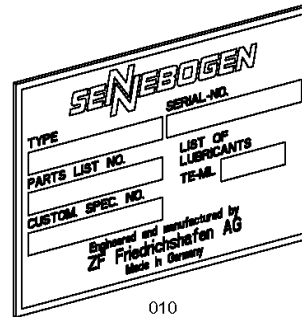 SENNEBOGEN
TYPE
SERIAL-NO.
PARTS LIST NO.
LIST OF
LUBRICANTS
TE-ML
CUSTOM. SPEC. NO.
Engineered and manufactured by
ZF Friedrichshafen AG
Made in Germany
010